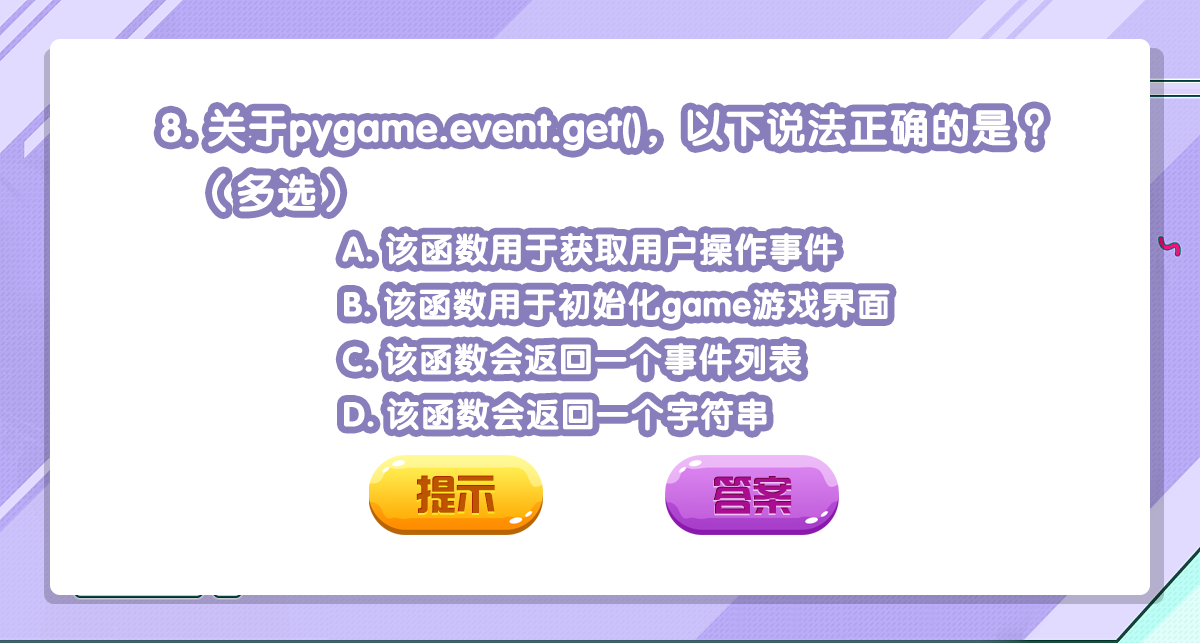 8. 关于pygame.event.get()，以下说法正确的是？
（多选）
A. 该函数用于获取用户操作事件
B. 该函数用于初始化game游戏界面
C. 该函数会返回一个事件列表
D. 该函数会返回一个字符串
提示 答案